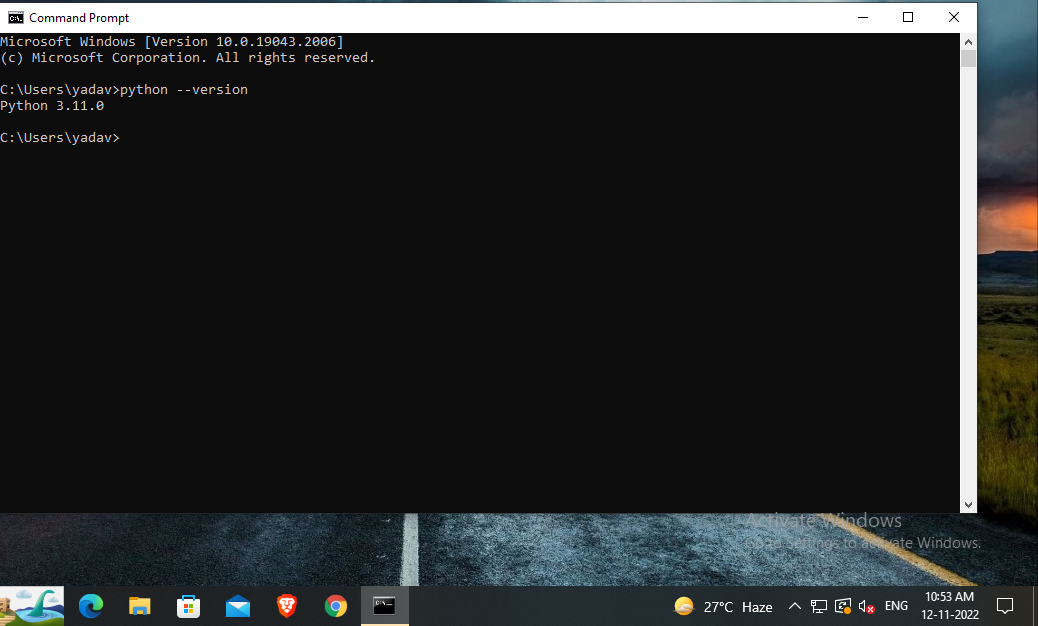 Command Prompt
Microsoft Windows [Version 10.0.19043.2006]
(c) Microsoft Corporation. All rights reserved.
C:\Users\yadav>python --version
Python 3.11.0
C:\Users\yadav>
Activate Windows
Go to Settings to activate Windows.
27°C Haze
ENG
10:53 AM
12-11-2022